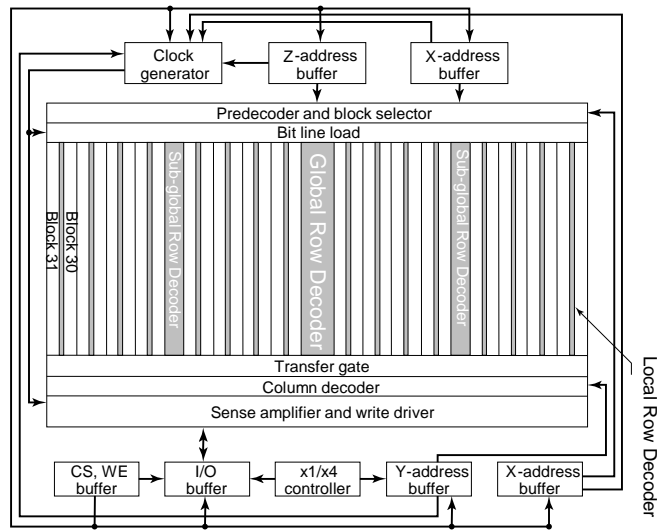 Clock
generator
Z-address
buffer
X-address
buffer
Predecoder and block selector
Bit line load
Block 31
Block 30
Sub-global Row Decoder
Global Row Decoder
Sub-global Row Decoder
Local Row Decoder
Transfer gate
Column decoder
Sense amplifier and write driver
CS, WE
buffer
I/O
buffer
x1/x4
controller
Y-address
buffer
X-address
buffer